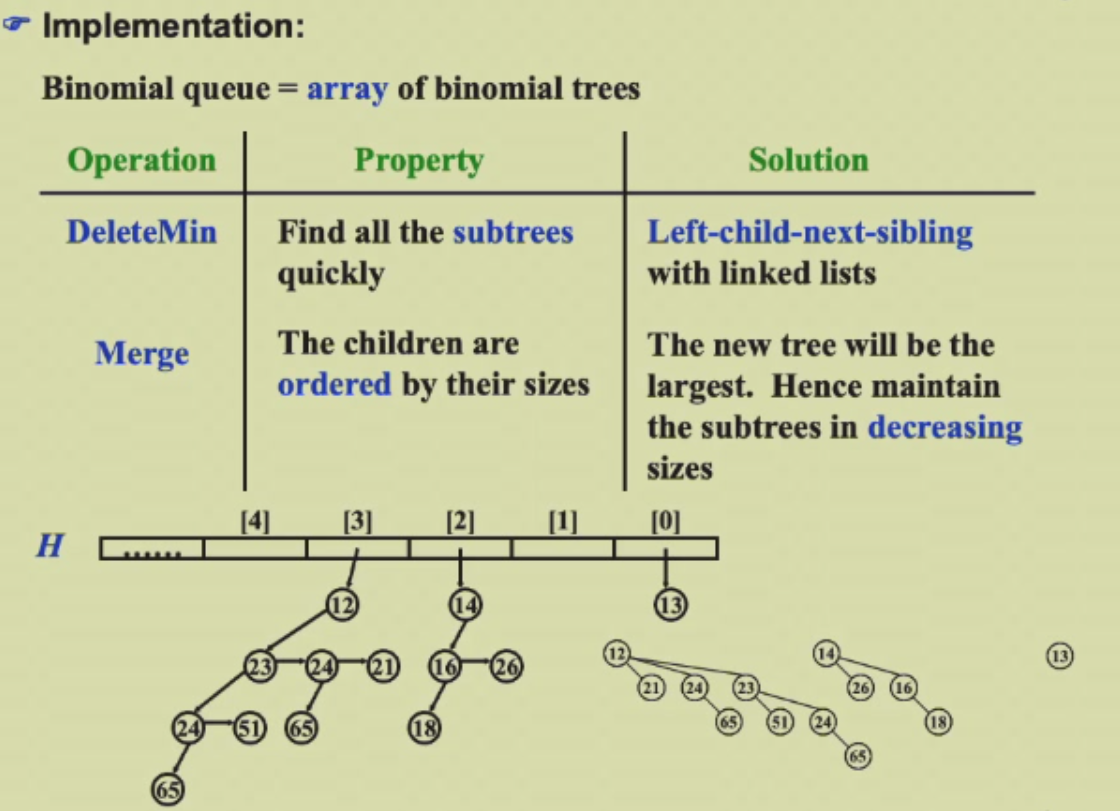 Implementation:
Binomial queue = array of binomial trees
Operation Property Solution
DeleteMin Find all the subtrees quickly Left-child-next-sibling with linked lists
Merge The children are ordered by their sizes The new tree will be the largest. Hence maintain the subtrees in decreasing sizes
[4] [3] [2] [1] [0]
H ......
12 14 13
23 24 21 16 26
24 51 65 18
65
12 14 13
21 24 23 26 16
65 51 24 18
65